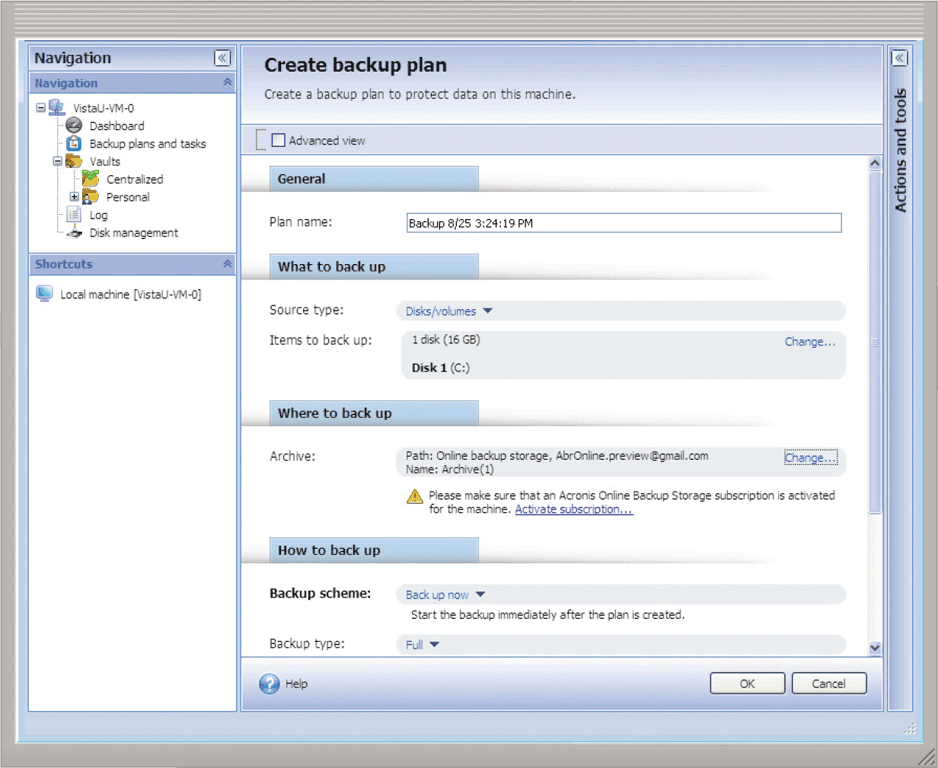 Navigation
Navigation
VistaU-VM-0
Dashboard
Backup plans and tasks
Vaults
Centralized
Personal
Log
Disk management
Shortcuts
Local machine [VistaU-VM-0]
Create backup plan
Create a backup plan to protect data on this machine.
Advanced view
General
Plan name:
Backup 8/25 3:24:19 PM
What to back up
Source type:
Disks/volumes
Items to back up:
1 disk (16 GB)
Change...
Disk 1 (C:)
Where to back up
Archive:
Path: Online backup storage, AbrOnline.preview@gmail.com
Name: Archive(1)
Change...
Please make sure that an Acronis Online Backup Storage subscription is activated
for the machine. Activate subscription...
How to back up
Backup scheme:
Back up now
Start the backup immediately after the plan is created.
Backup type:
Full
Help
OK
Cancel
Actions and tools